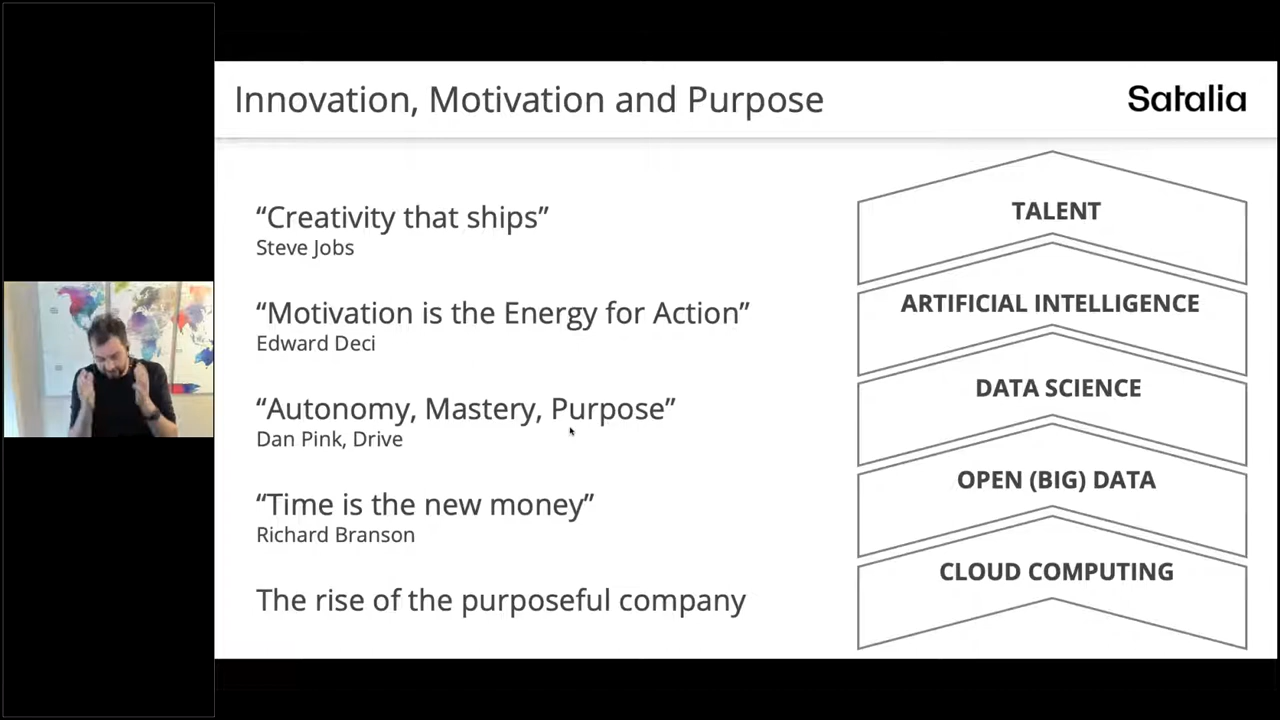 Innovation, Motivation and Purpose
Satalia
“Creativity that ships”
Steve Jobs
“Motivation is the Energy for Action”
Edward Deci
“Autonomy, Mastery, Purpose”
Dan Pink, Drive
“Time is the new money”
Richard Branson
The rise of the purposeful company
TALENT
ARTIFICIAL INTELLIGENCE
DATA SCIENCE
OPEN (BIG) DATA
CLOUD COMPUTING